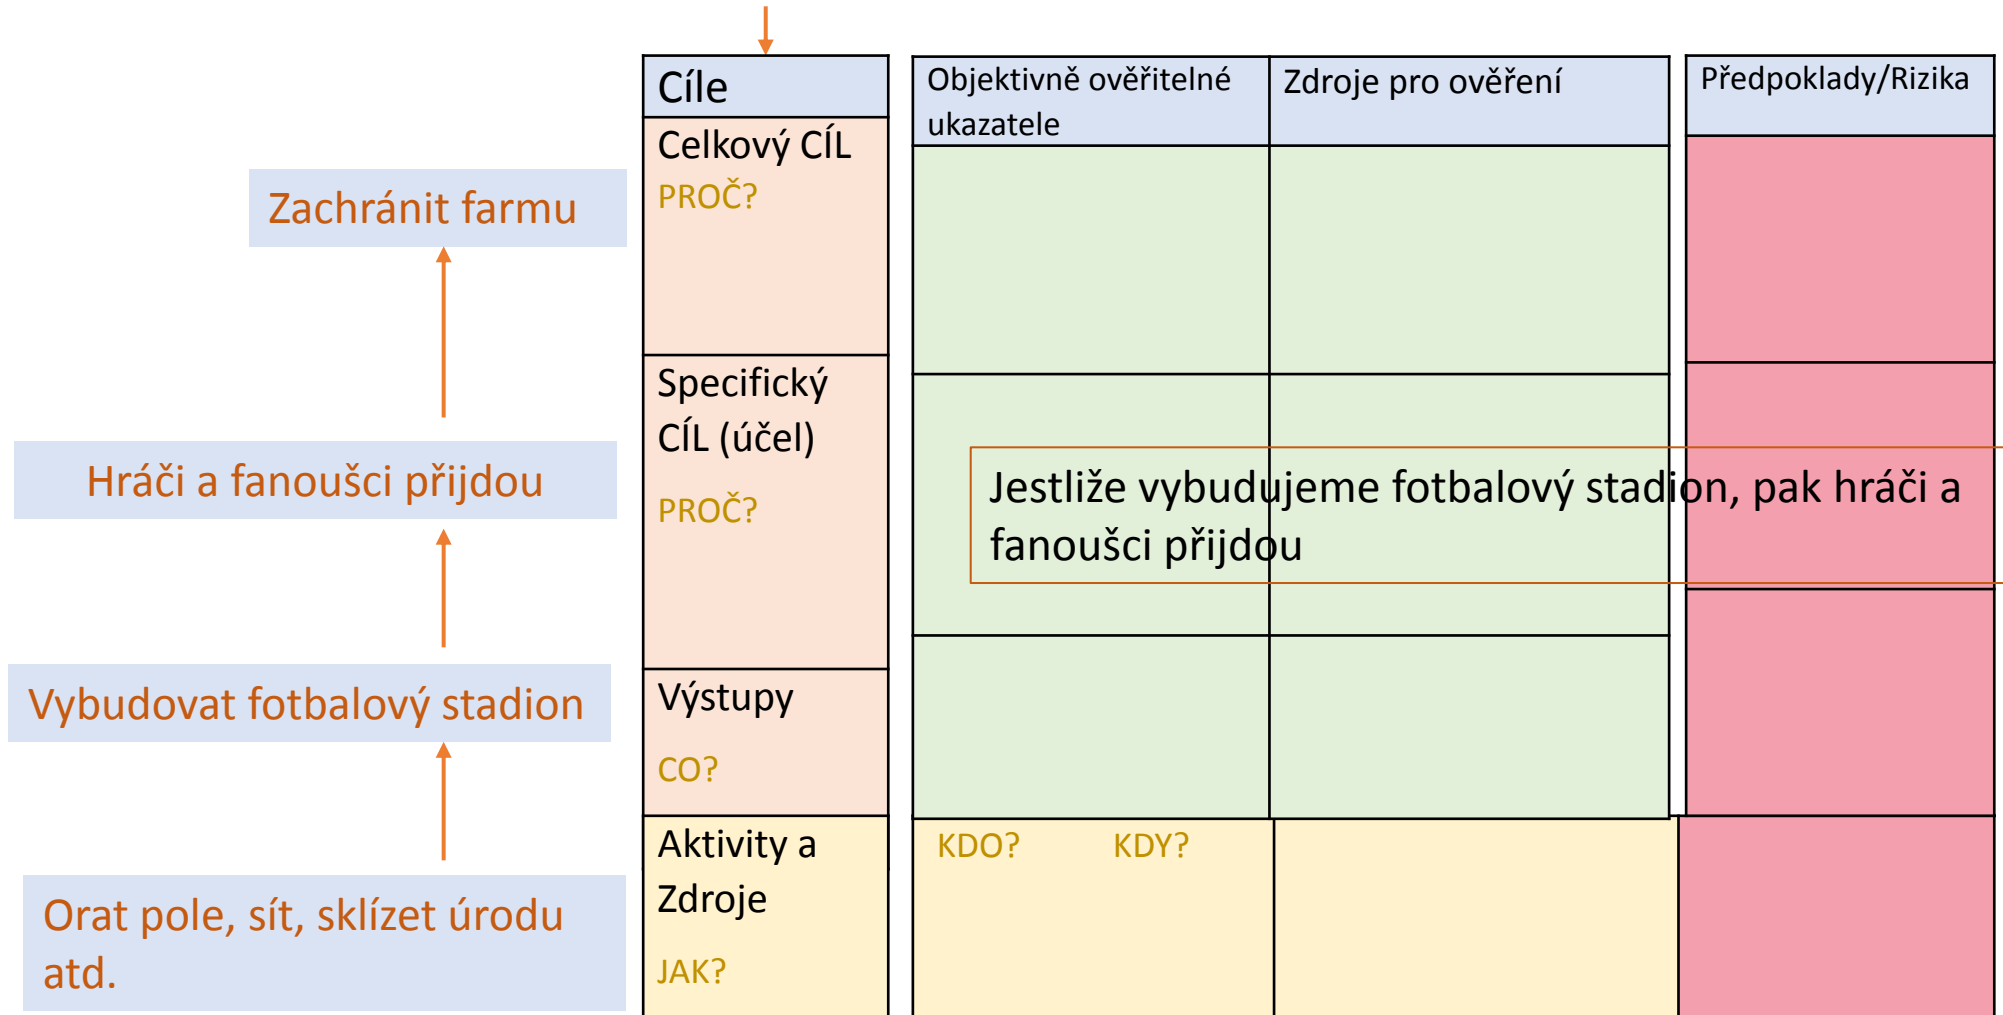 Cíle
Objektivně ověřitelné
ukazatele
Zdroje pro ověření
Předpoklady/Rizika
Zachránit farmu
Celkový CÍL
PROČ?
Hráči a fanoušci přijdou
Specifický
CÍL (účel)
PROČ?
Jestliže vybudujeme fotbalový stadion, pak hráči a
fanoušci přijdou
Vybudovat fotbalový stadion
Výstupy
CO?
Orat pole, sít, sklízet úrodu
atd.
Aktivity a
Zdroje
JAK?
KDO? KDY?